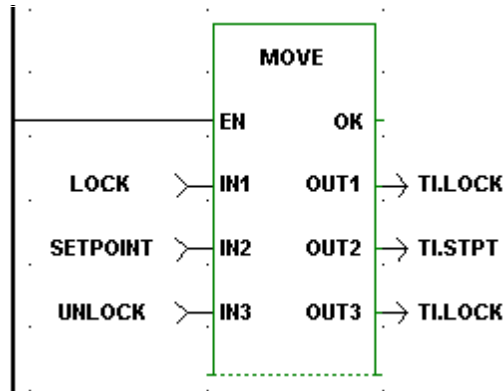 MOVE
EN OK
LOCK IN1 OUT1 TI.LOCK
SETPOINT IN2 OUT2 TI.STPT
UNLOCK IN3 OUT3 TI.LOCK